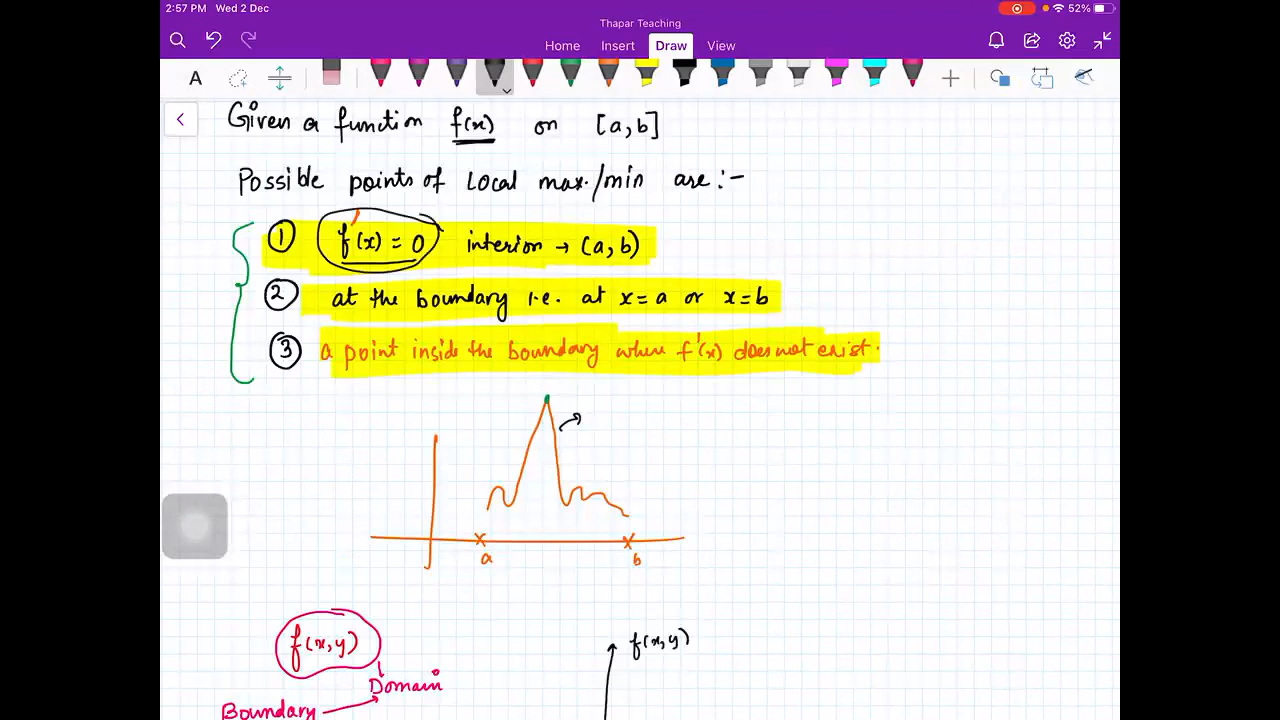 2:57 PM Wed 2 Dec
52%
Thapar Teaching
Home Insert Draw View
A
Given a function f(x) on [a,b]
Possible points of Local max./min are :-
① f'(x) = 0 interior → (a, b)
② at the boundary i.e. at x = a or x = b
③ a point inside the boundary where f'(x) does not exist.
a
b
f(x,y)
f(x,y)
Domain
Boundary